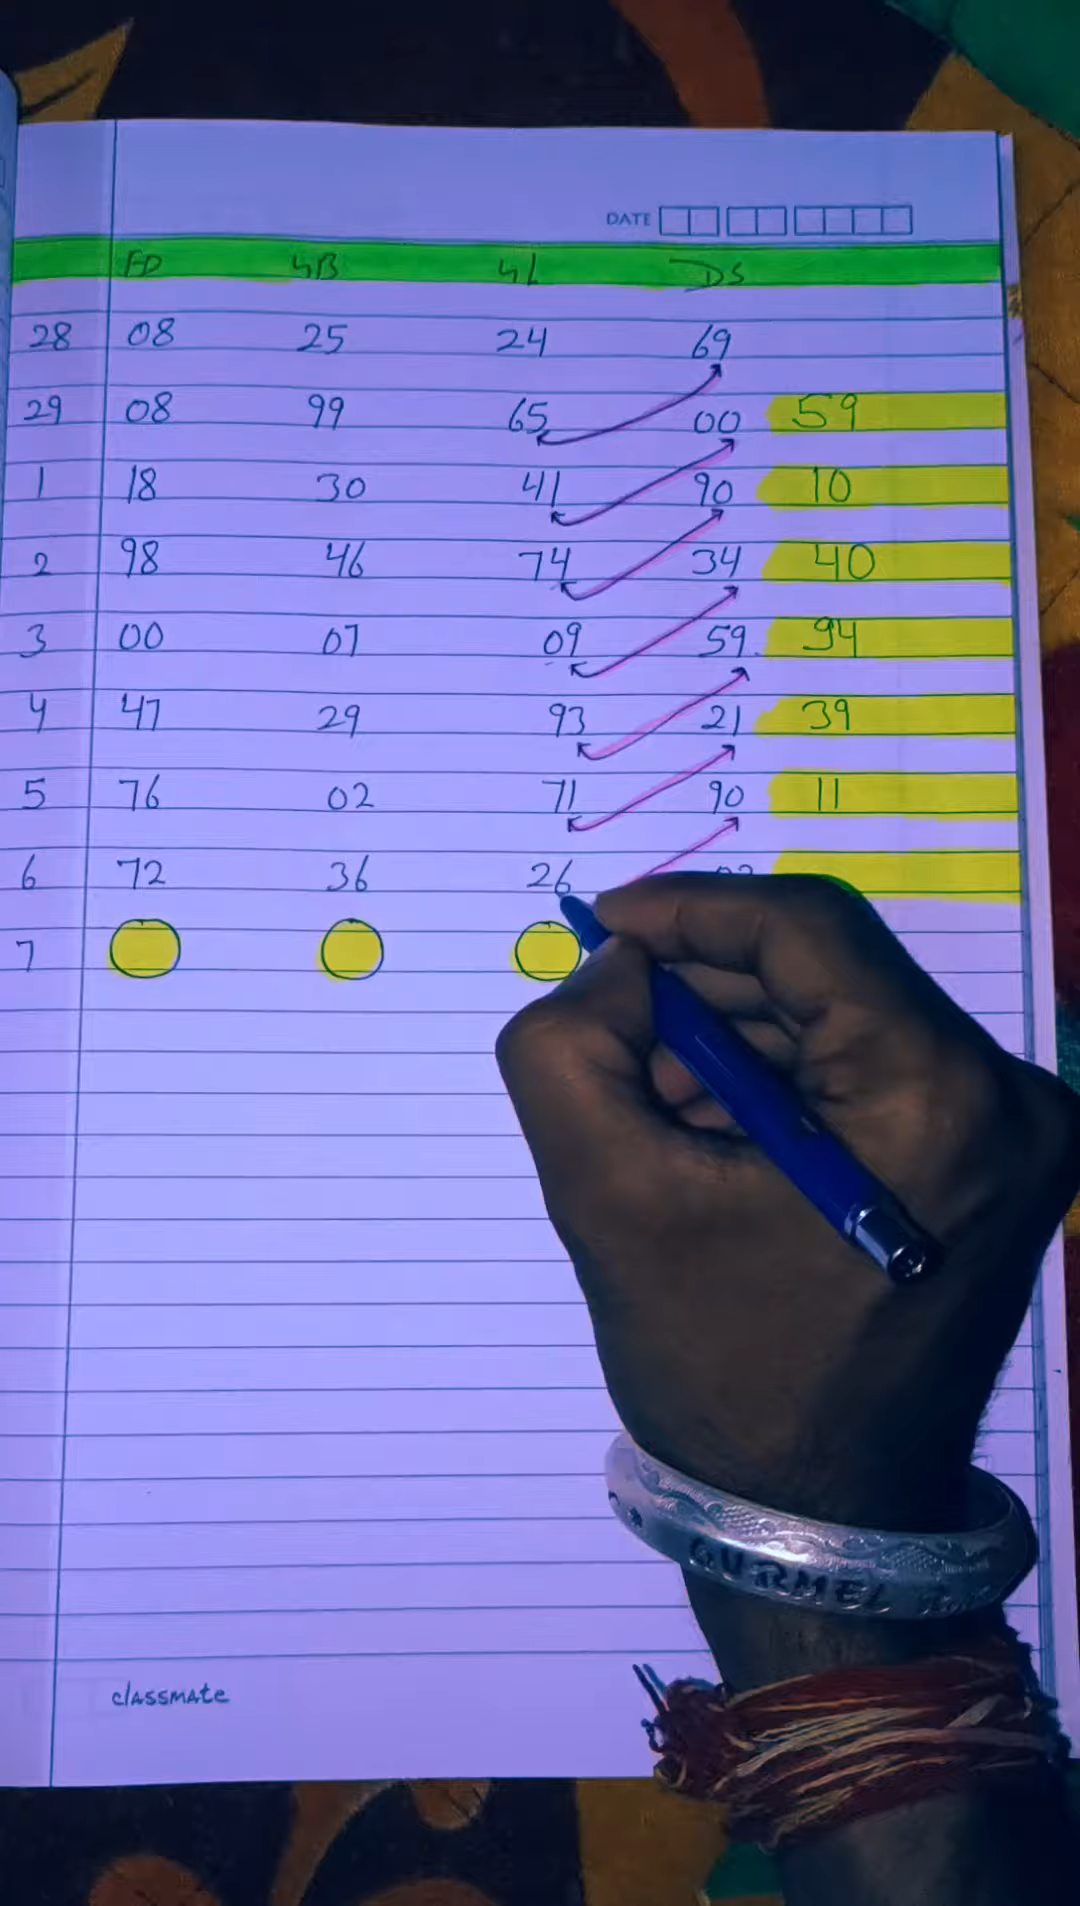 DATE
FD GB GL DS
28 08 25 24 69
29 08 99 65 00 59
1 18 30 41 90 10
2 98 46 74 34 40
3 00 07 09 59 94
4 47 29 93 21 39
5 76 02 71 90 11
6 72 36 26
7
GURMEL
classmate